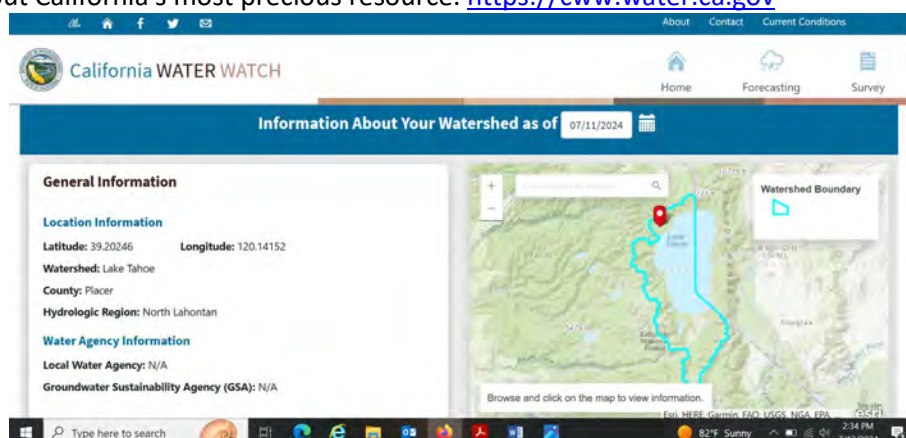 out California's most precious resource. https://cww.water.ca.gov
About Contact Current Conditions
California WATER WATCH
Home Forecasting Survey
Information About Your Watershed as of 07/11/2024
General Information
Location Information
Latitude: 39.20246 Longitude: 120.14152
Watershed: Lake Tahoe
County: Placer
Hydrologic Region: North Lahontan
Water Agency Information
Local Water Agency: N/A
Groundwater Sustainability Agency (GSA): N/A
+
−
Watershed Boundary
Lake Tahoe
Browse and click on the map to view information.
Esri, HERE, Garmin, FAO, USGS, NGA, EPA
esri
Type here to search
82°F Sunny
2:34 PM